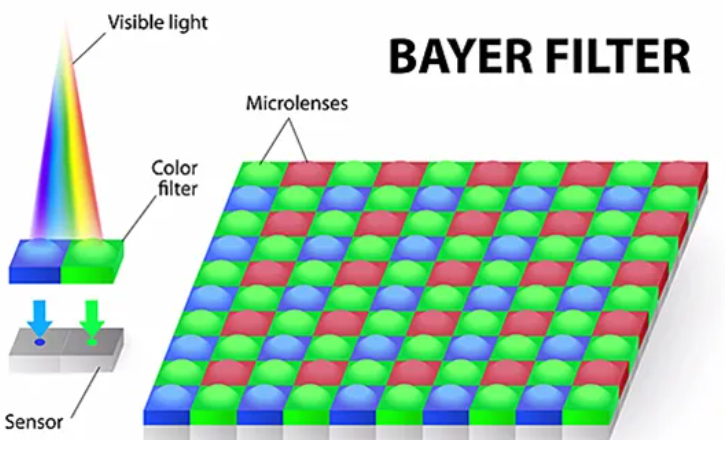 Visible light
BAYER FILTER
Microlenses
Color
filter
Sensor